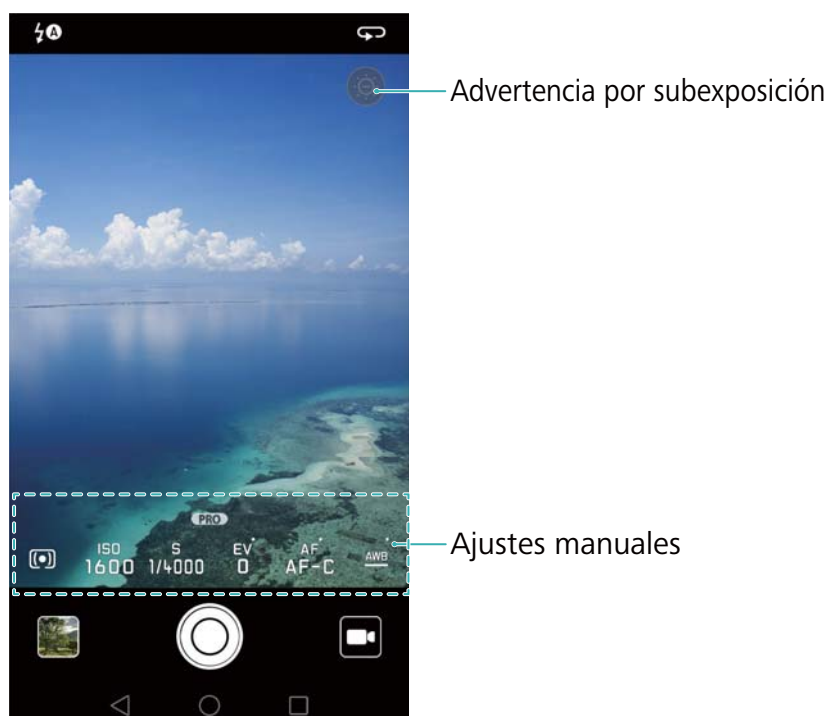 A
Advertencia por subexposición
PRO
ISO S EV AF
1600 1/4000 0 AF-C AWB
Ajustes manuales